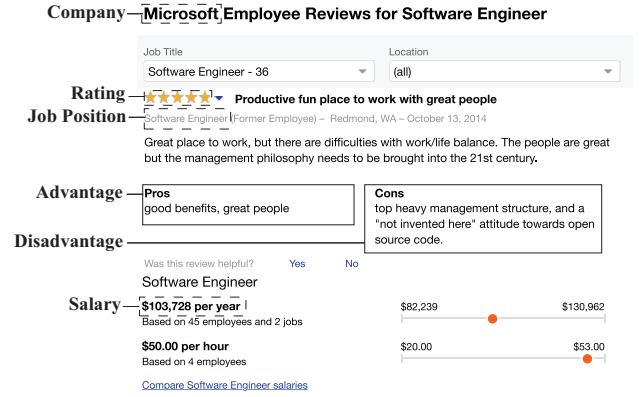 Company Microsoft Employee Reviews for Software Engineer
Job Title Location
Software Engineer - 36 (all)
Rating Productive fun place to work with great people
Job Position Software Engineer (Former Employee) – Redmond, WA – October 13, 2014
Great place to work, but there are difficulties with work/life balance. The people are great
but the management philosophy needs to be brought into the 21st century.
Advantage Pros
good benefits, great people
Cons
top heavy management structure, and a
"not invented here" attitude towards open
source code.
Disadvantage
Was this review helpful? Yes No
Software Engineer
Salary $103,728 per year $82,239 $130,962
Based on 45 employees and 2 jobs
$50.00 per hour $20.00 $53.00
Based on 4 employees
Compare Software Engineer salaries